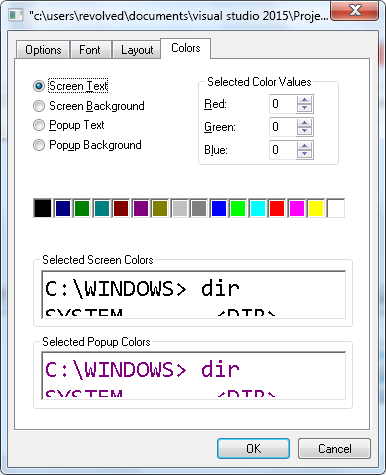 "c:\users\revolved\documents\visual studio 2015\Proje...
Options Font Layout Colors
Screen Text
Screen Background
Popup Text
Popup Background
Selected Color Values
Red: 0
Green: 0
Blue: 0
Selected Screen Colors
C:\WINDOWS> dir
SYSTEM <DIR>
Selected Popup Colors
C:\WINDOWS> dir
SYSTEM <DIR>
OK Cancel